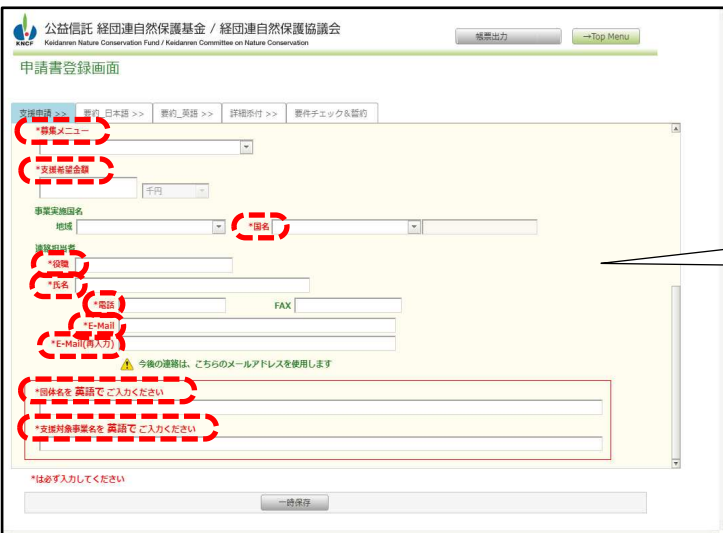 公益信託 経団連自然保護基金 / 経団連自然保護協議会
KNCF Keidanren Nature Conservation Fund / Keidanren Committee on Nature Conservation
帳票出力
→Top Menu
申請書登録画面
支援申請 >> 要約_日本語 >> 要約_英語 >> 詳細添付 >> 要件チェック&誓約
*募集メニュー
*支援希望金額
千円
事業実施国名
地域 *国名
連絡担当者
*役職
*氏名
*電話 FAX
*E-Mail
*E-Mail(再入力)
今後の連絡は、こちらのメールアドレスを使用します
*団体名を 英語で ご入力ください
*支援対象事業名を 英語で ご入力ください
*は必ず入力してください
一時保存